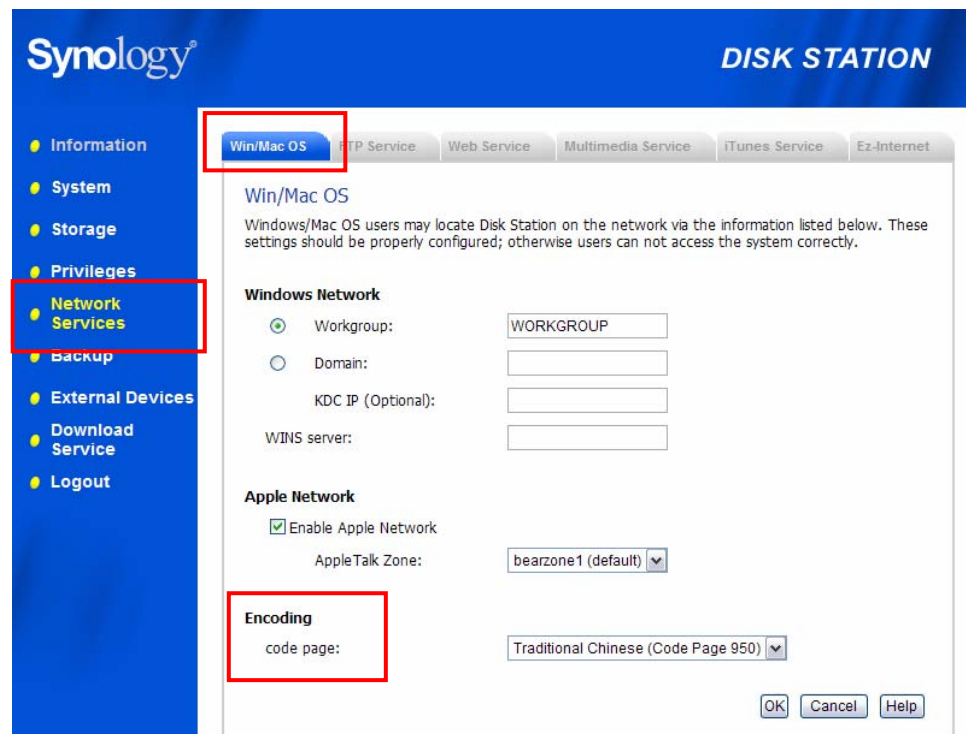 Synology®
DISK STATION
Information
System
Storage
Privileges
Network
Services
Backup
External Devices
Download
Service
Logout
Win/Mac OS FTP Service Web Service Multimedia Service iTunes Service Ez-Internet
Win/Mac OS
Windows/Mac OS users may locate Disk Station on the network via the information listed below. These
settings should be properly configured; otherwise users can not access the system correctly.
Windows Network
Workgroup: WORKGROUP
Domain:
KDC IP (Optional):
WINS server:
Apple Network
Enable Apple Network
AppleTalk Zone: bearzone1 (default)
Encoding
code page: Traditional Chinese (Code Page 950)
OK Cancel Help